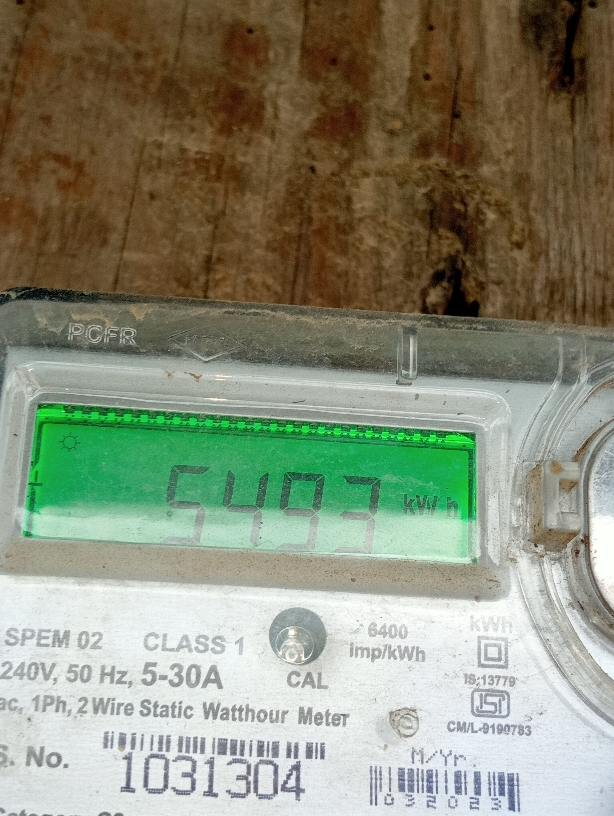 PCFR
5493 kWh
SPEM 02 CLASS 1
6400
imp/kWh
kWh
240V, 50 Hz, 5-30A
CAL
IS:13779
ac, 1Ph, 2 Wire Static Watthour Meter
CM/L-9190783
S. No.
1031304
M/Yr.
032023